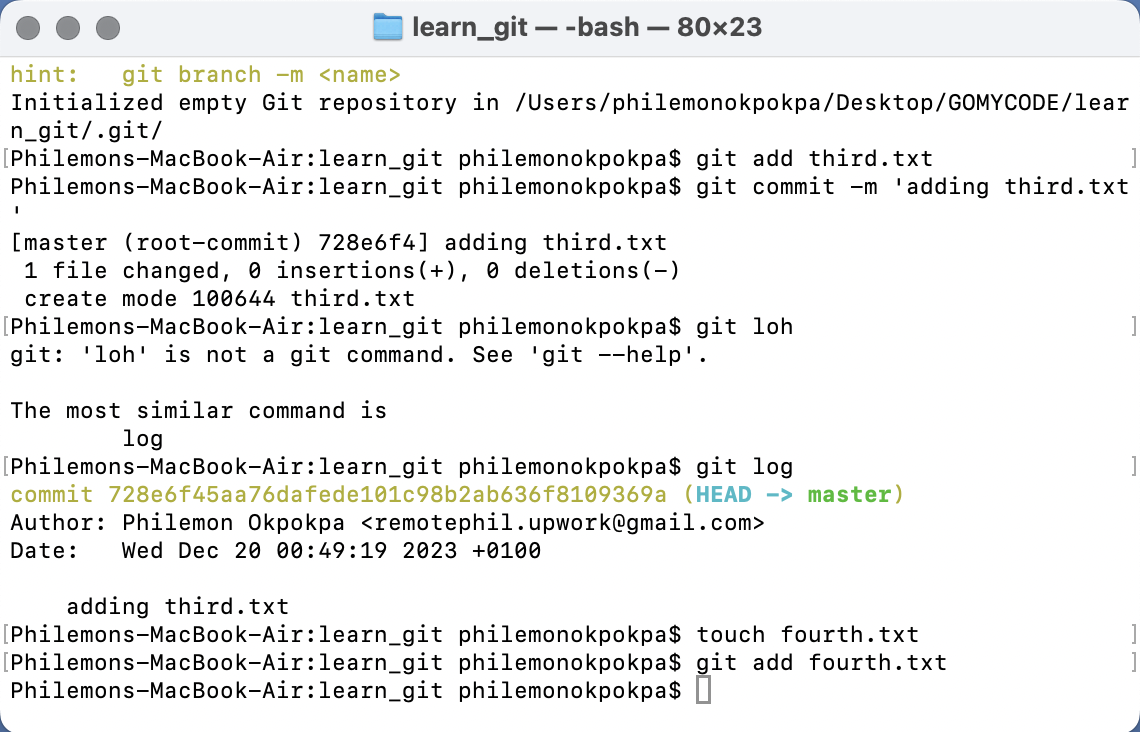 learn_git — -bash — 80×23
hint:   git branch -m <name>
Initialized empty Git repository in /Users/philemonokpokpa/Desktop/GOMYCODE/lear
n_git/.git/
[Philemons-MacBook-Air:learn_git philemonokpokpa$ git add third.txt ]
Philemons-MacBook-Air:learn_git philemonokpokpa$ git commit -m 'adding third.txt
'
[master (root-commit) 728e6f4] adding third.txt
 1 file changed, 0 insertions(+), 0 deletions(-)
 create mode 100644 third.txt
[Philemons-MacBook-Air:learn_git philemonokpokpa$ git loh ]
git: 'loh' is not a git command. See 'git --help'.

The most similar command is
        log
[Philemons-MacBook-Air:learn_git philemonokpokpa$ git log ]
commit 728e6f45aa76dafede101c98b2ab636f8109369a (HEAD -> master)
Author: Philemon Okpokpa <remotephil.upwork@gmail.com>
Date:   Wed Dec 20 00:49:19 2023 +0100

    adding third.txt
[Philemons-MacBook-Air:learn_git philemonokpokpa$ touch fourth.txt ]
[Philemons-MacBook-Air:learn_git philemonokpokpa$ git add fourth.txt ]
Philemons-MacBook-Air:learn_git philemonokpokpa$